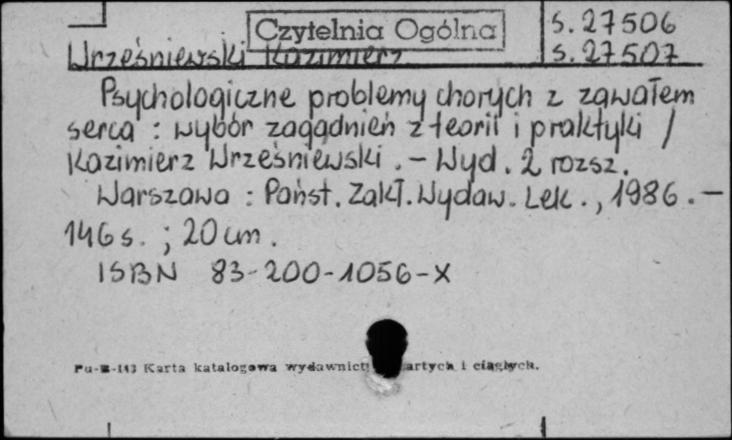 Czytelnia Ogólna
S. 27506
S. 27507
Wrześniewski Kazimierz
Psychologiczne problemy chorych z zawałem
serca : wybór zagadnień z teorii i praktyki /
Kazimierz Wrześniewski . – Wyd. 2 rozsz.
Warszawa : Państ. Zakł. Wydaw. Lek., 1986. –
146 s. ; 20 cm.
ISBN 83-200-1056-X
Pu-B-143 Karta katalogowa wydawnict artych i ciągłych.